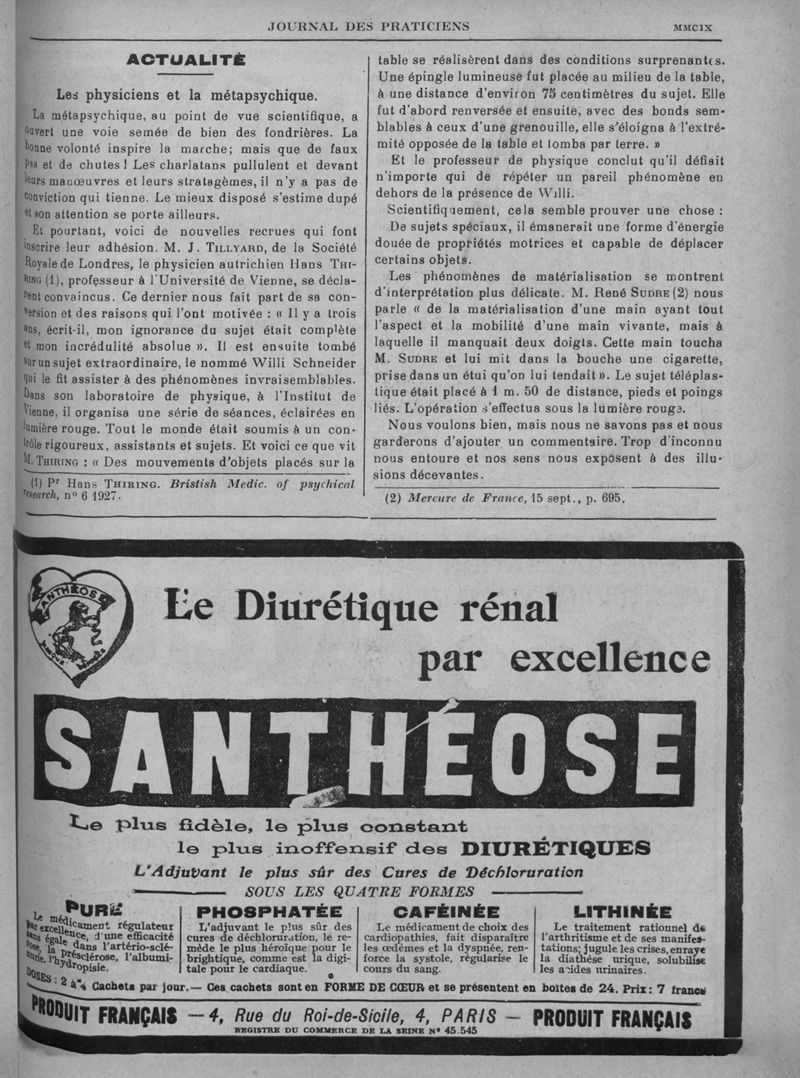 JOURNAL DES PRATICIENS
MMCIX
ACTUALITÉ
Les physiciens et la métapsychique.
La métapsychique, au point de vue scientifique, a
ouvert une voie semée de bien des fondrières. La
bonne volonté inspire la marche; mais que de faux
pas et de chutes ! Les charlatans pullulent et devant
leurs manœuvres et leurs stratagèmes, il n'y a pas de
conviction qui tienne. Le mieux disposé s'estime dupé
et son attention se porte ailleurs.
Et pourtant, voici de nouvelles recrues qui font
inscrire leur adhésion. M. J. TILLYARD, de la Société
Royale de Londres, le physicien autrichien Hans THI-
RING (1), professeur à l'Université de Vienne, se décla-
rent convaincus. Ce dernier nous fait part de sa con-
version et des raisons qui l'ont motivée : « Il y a trois
ans, écrit-il, mon ignorance du sujet était complète
et mon incrédulité absolue ». Il est ensuite tombé
sur un sujet extraordinaire, le nommé Willi Schneider
qui le fit assister à des phénomènes invraisemblables.
Dans son laboratoire de physique, à l'Institut de
Vienne, il organisa une série de séances, éclairées en
lumière rouge. Tout le monde était soumis à un con-
trôle rigoureux, assistants et sujets. Et voici ce que vit
M. THIRING : « Des mouvements d'objets placés sur la
(1) Pr Hans THIRING. Bristish Medic. of psychical
research, no 6 1927.
table se réalisèrent dans des conditions surprenantes.
Une épingle lumineuse fut placée au milieu de la table,
à une distance d'environ 75 centimètres du sujet. Elle
fut d'abord renversée et ensuite, avec des bonds sem-
blables à ceux d'une grenouille, elle s'éloigna à l'extré-
mité opposée de la table et tomba par terre. »
Et le professeur de physique conclut qu'il défiait
n'importe qui de répéter un pareil phénomène en
dehors de la présence de Willi.
Scientifiquement, cela semble prouver une chose :
De sujets spéciaux, il émanerait une forme d'énergie
douée de propriétés motrices et capable de déplacer
certains objets.
Les phénomènes de matérialisation se montrent
d'interprétation plus délicate. M. René SUDRE (2) nous
parle « de la matérialisation d'une main ayant tout
l'aspect et la mobilité d'une main vivante, mais à
laquelle il manquait deux doigts. Cette main toucha
M. SUDRE et lui mit dans la bouche une cigarette,
prise dans un étui qu'on lui tendait ». Le sujet téléplas-
tique était placé à 1 m. 50 de distance, pieds et poings
liés. L'opération s'effectua sous la lumière rouge.
Nous voulons bien, mais nous ne savons pas et nous
garderons d'ajouter un commentaire. Trop d'inconnu
nous entoure et nos sens nous exposent à des illu-
sions décevantes.
(2) Mercure de France, 15 sept., p. 695.
SANTHÉOSE
Le Diurétique rénal
par excellence
SANTHÉOSE
Le plus fidèle, le plus constant
le plus inoffensif des DIURÉTIQUES
L'Adjuvant le plus sûr des Cures de Déchloruration
SOUS LES QUATRE FORMES
PURE
Le médicament régulateur
par excellence, d'une efficacité
sans égale dans l'artério-sclé-
rose, la présclérose, l'albumi-
nurie, l'hydropisie.
PHOSPHATÉE
L'adjuvant le plus sûr des
cures de déchloruration, le re-
mède le plus héroïque pour le
brightique, comme est la digi-
tale pour le cardiaque.
CAFÉINÉE
Le médicament de choix des
cardiopathies, fait disparaître
les œdèmes et la dyspnée, ren-
force la systole, régularise le
cours du sang.
LITHINÉE
Le traitement rationnel de
l'arthritisme et de ses manifes-
tations; jugule les crises, enraye
la diathèse urique, solubilise
les acides urinaires.
DOSES : 2 à 4 Cachets par jour. — Ces cachets sont en FORME DE CŒUR et se présentent en boîtes de 24. Prix: 7 francs
PRODUIT FRANÇAIS — 4, Rue du Roi-de-Sicile, 4, PARIS — PRODUIT FRANÇAIS
REGISTRE DU COMMERCE DE LA SEINE N° 45.545